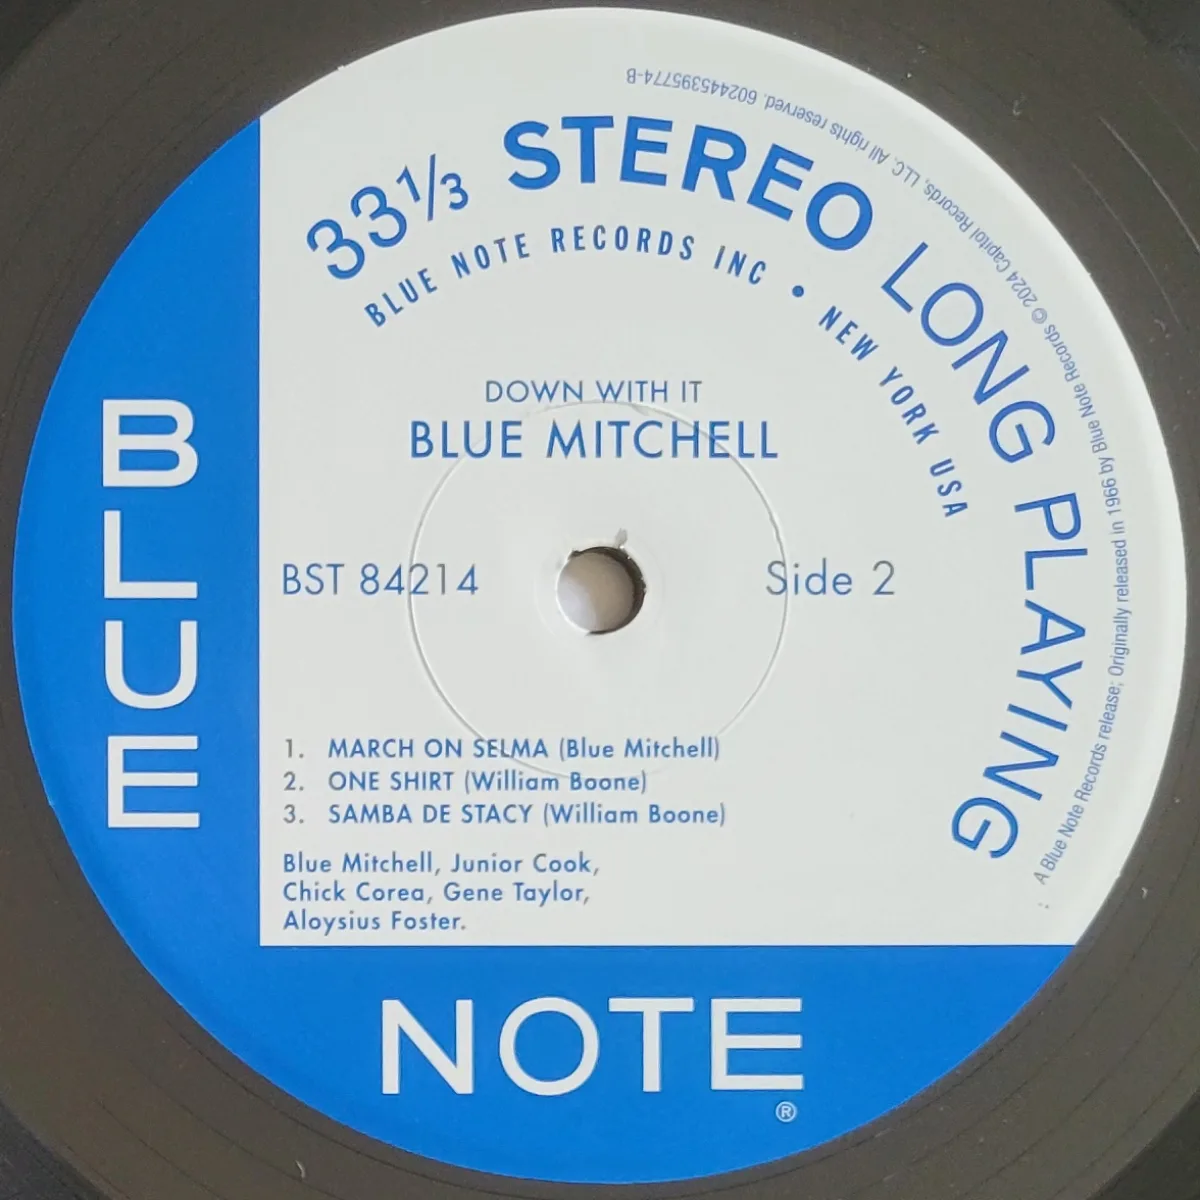 33⅓ STEREO LONG PLAYING
BLUE NOTE RECORDS INC • NEW YORK USA
A Blue Note Records release; Originally released in 1966 by Blue Note Records © 2024 Capitol Records, LLC. All rights reserved. 602445395774-B
DOWN WITH IT
BLUE MITCHELL
BST 84214
Side 2
1. MARCH ON SELMA (Blue Mitchell)
2. ONE SHIRT (William Boone)
3. SAMBA DE STACY (William Boone)
Blue Mitchell, Junior Cook,
Chick Corea, Gene Taylor,
Aloysius Foster.
BLUE
NOTE
®